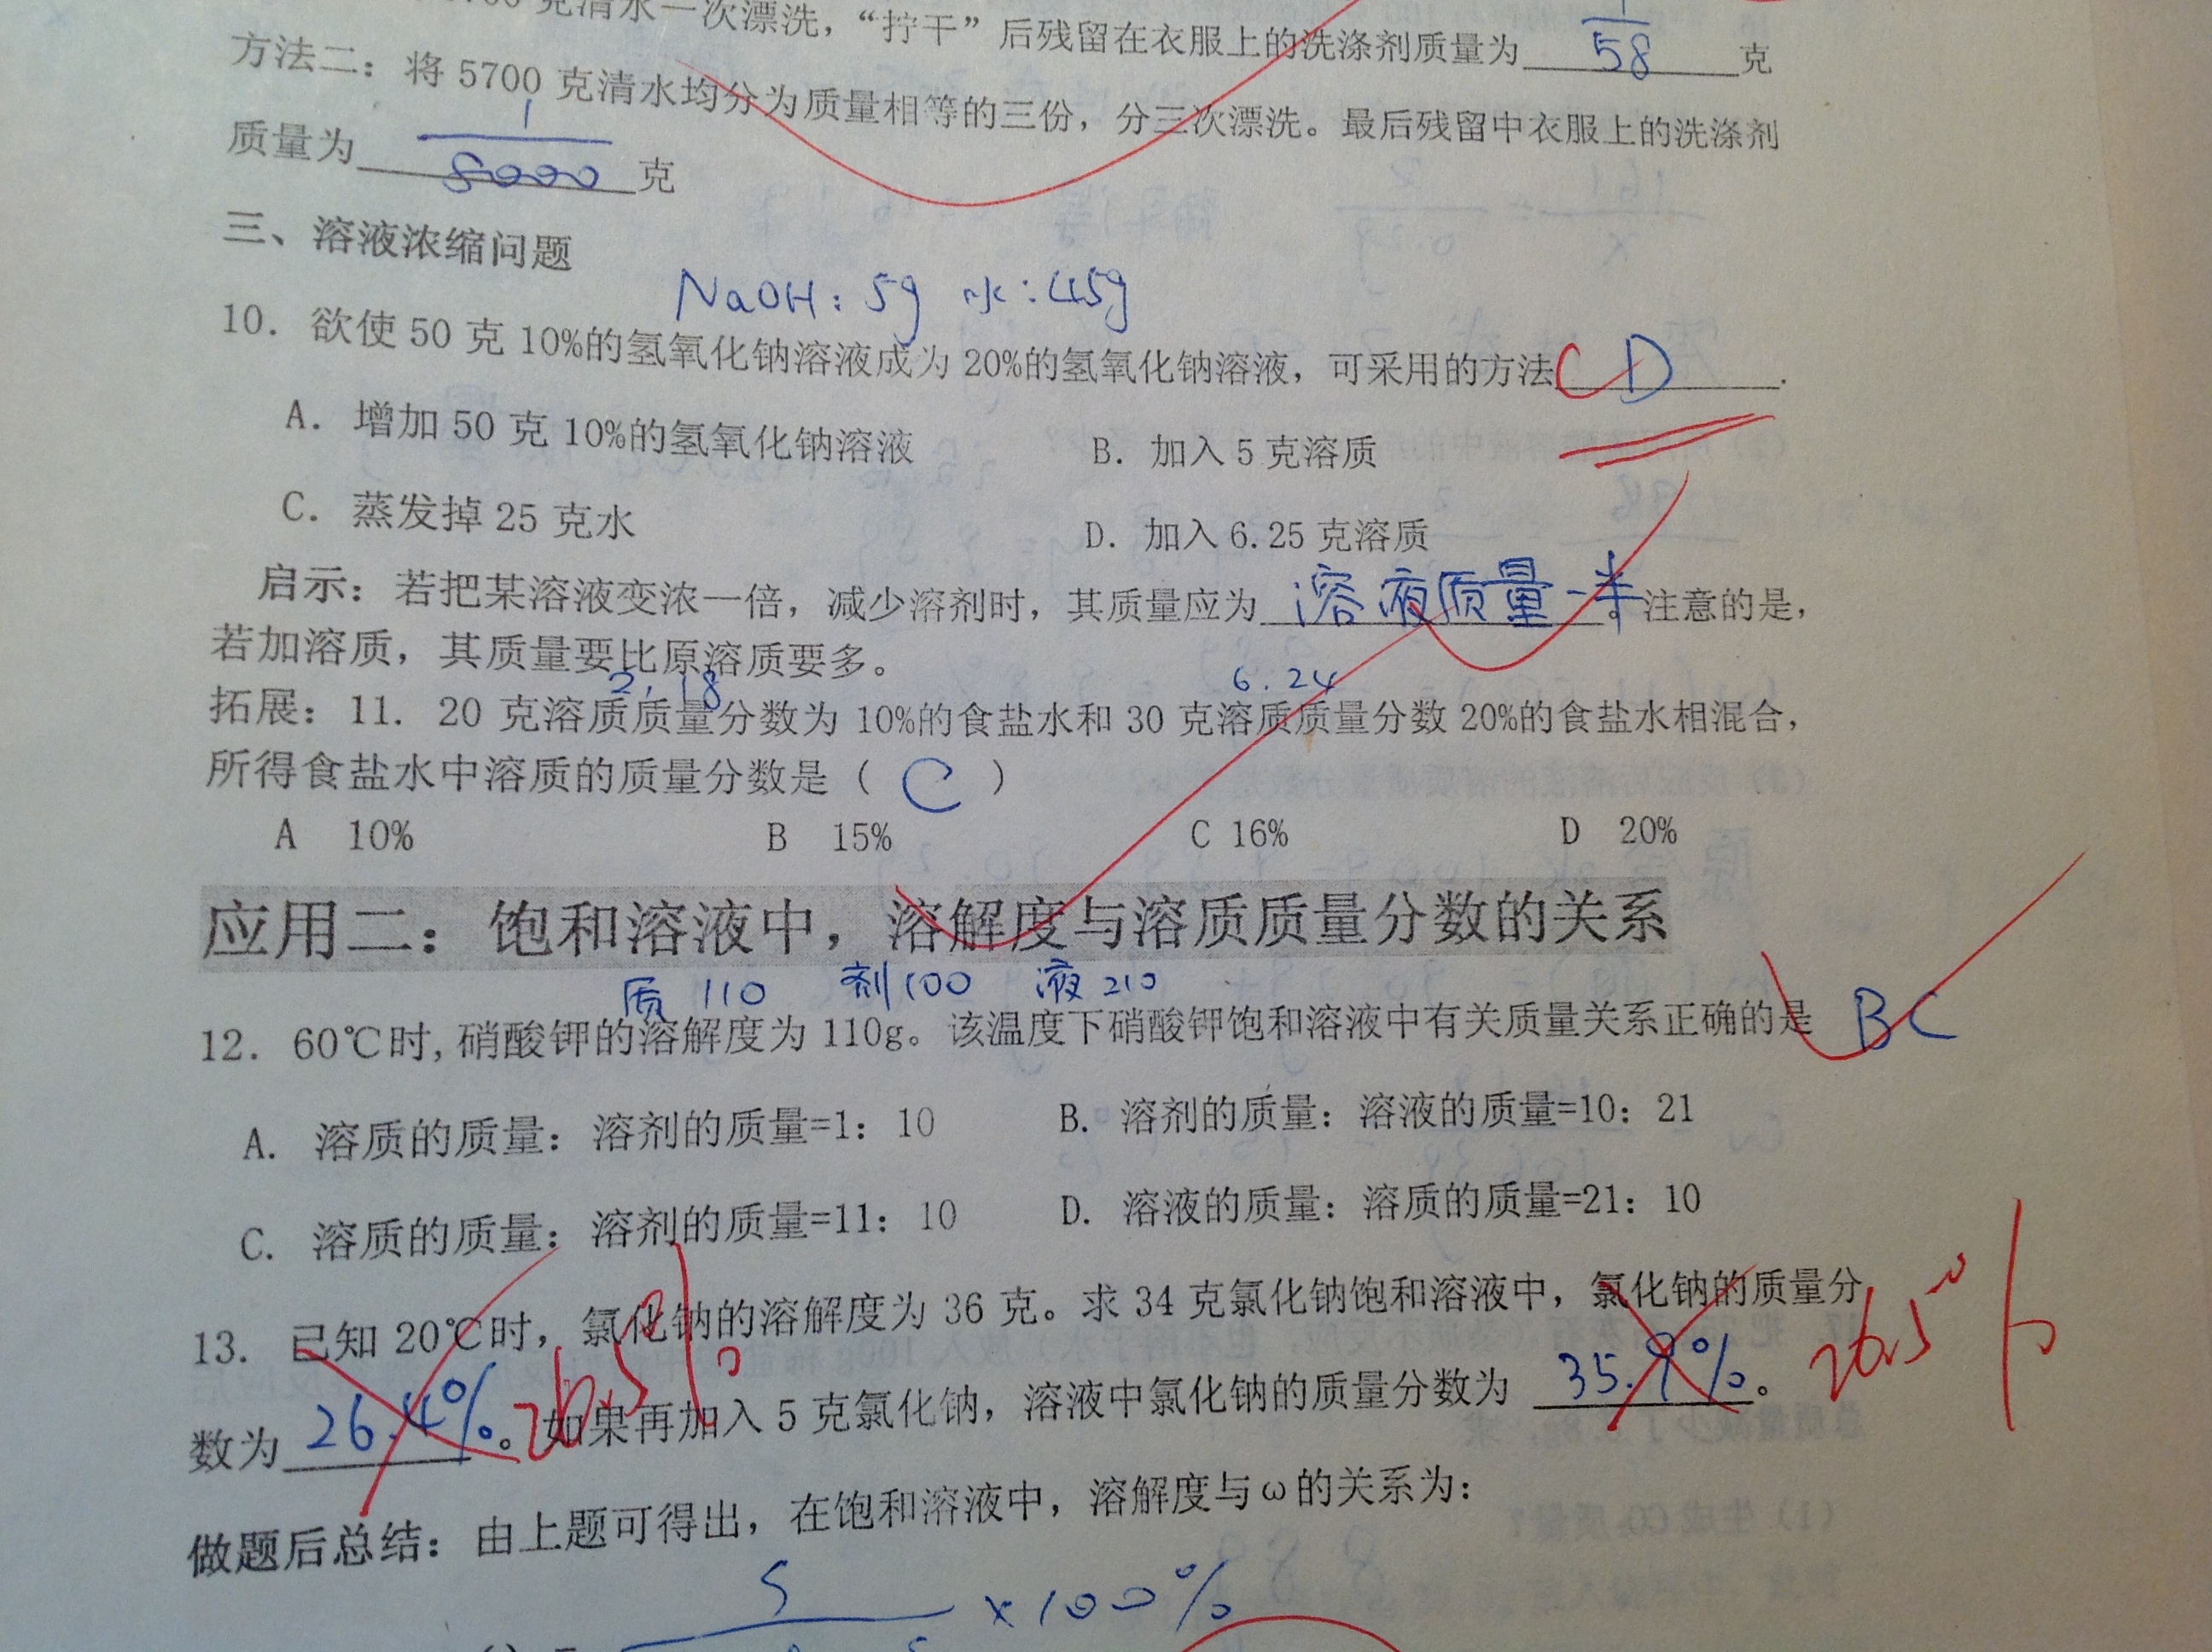 克清水一次漂洗，“拧干”后残留在衣服上的洗涤剂质量为 58 克
方法二：将 5700 克清水均分为质量相等的三份，分三次漂洗。最后残留中衣服上的洗涤剂
质量为 1/8000 克
三、溶液浓缩问题
NaOH：5g 水：45g
10. 欲使 50 克 10%的氢氧化钠溶液成为 20%的氢氧化钠溶液，可采用的方法 C D .
A. 增加 50 克 10%的氢氧化钠溶液 B. 加入 5 克溶质
C. 蒸发掉 25 克水 D. 加入 6.25 克溶质
启示：若把某溶液变浓一倍，减少溶剂时，其质量应为 溶液质量一半。注意的是，
若加溶质，其质量要比原溶质要多。
2，18 6．24
拓展：11. 20 克溶质质量分数为 10%的食盐水和 30 克溶质质量分数 20%的食盐水相混合，
所得食盐水中溶质的质量分数是（ C ）
A 10% B 15% C 16% D 20%
应用二：饱和溶液中，溶解度与溶质质量分数的关系
质 110 剂100 液 210
12. 60℃时,硝酸钾的溶解度为 110g。该温度下硝酸钾饱和溶液中有关质量关系正确的是 BC
A. 溶质的质量：溶剂的质量=1：10 B. 溶剂的质量：溶液的质量=10：21
C. 溶质的质量：溶剂的质量=11：10 D. 溶液的质量：溶质的质量=21：10
13. 已知 20℃时，氯化钠的溶解度为 36 克。求 34 克氯化钠饱和溶液中，氯化钠的质量分
数为 26.4%。26.5% 如果再加入 5 克氯化钠，溶液中氯化钠的质量分数为 35.9%。26.5%
做题后总结：由上题可得出，在饱和溶液中，溶解度与ω的关系为：
S ×100%